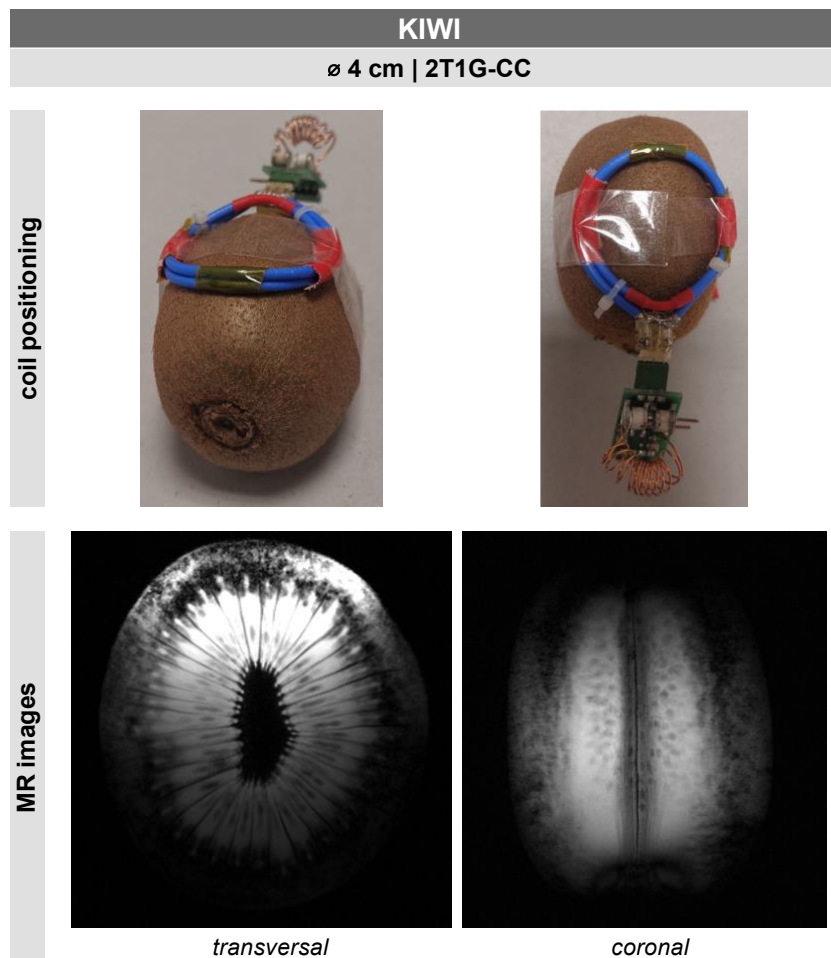 KIWI
⌀ 4 cm | 2T1G-CC
coil positioning
MR images
transversal
coronal